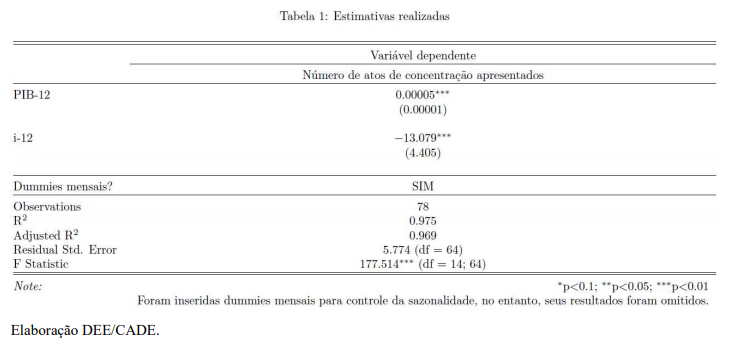 Tabela 1: Estimativas realizadas
Variável dependente
Número de atos de concentração apresentados
PIB-12 0.00005***
(0.00001)
i-12 −13.079***
(4.405)
Dummies mensais? SIM
Observations 78
R² 0.975
Adjusted R² 0.969
Residual Std. Error 5.774 (df = 64)
F Statistic 177.514*** (df = 14; 64)
Note: *p<0.1; **p<0.05; ***p<0.01
Foram inseridas dummies mensais para controle da sazonalidade, no entanto, seus resultados foram omitidos.
Elaboração DEE/CADE.